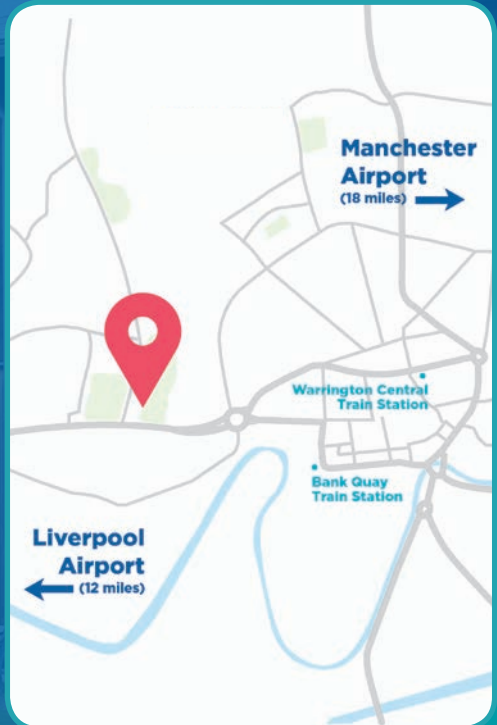 Manchester
Airport
(18 miles)
Warrington Central
Train Station
Bank Quay
Train Station
Liverpool
Airport
(12 miles)